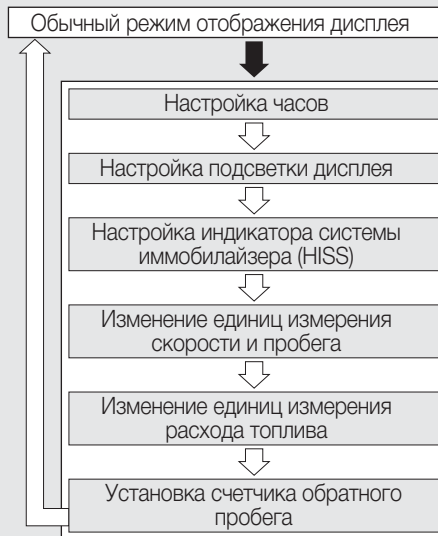 Обычный режим отображения дисплея
Настройка часов
Настройка подсветки дисплея
Настройка индикатора системы
иммобилайзера (HISS)
Изменение единиц измерения
скорости и пробега
Изменение единиц измерения
расхода топлива
Установка счетчика обратного
пробега